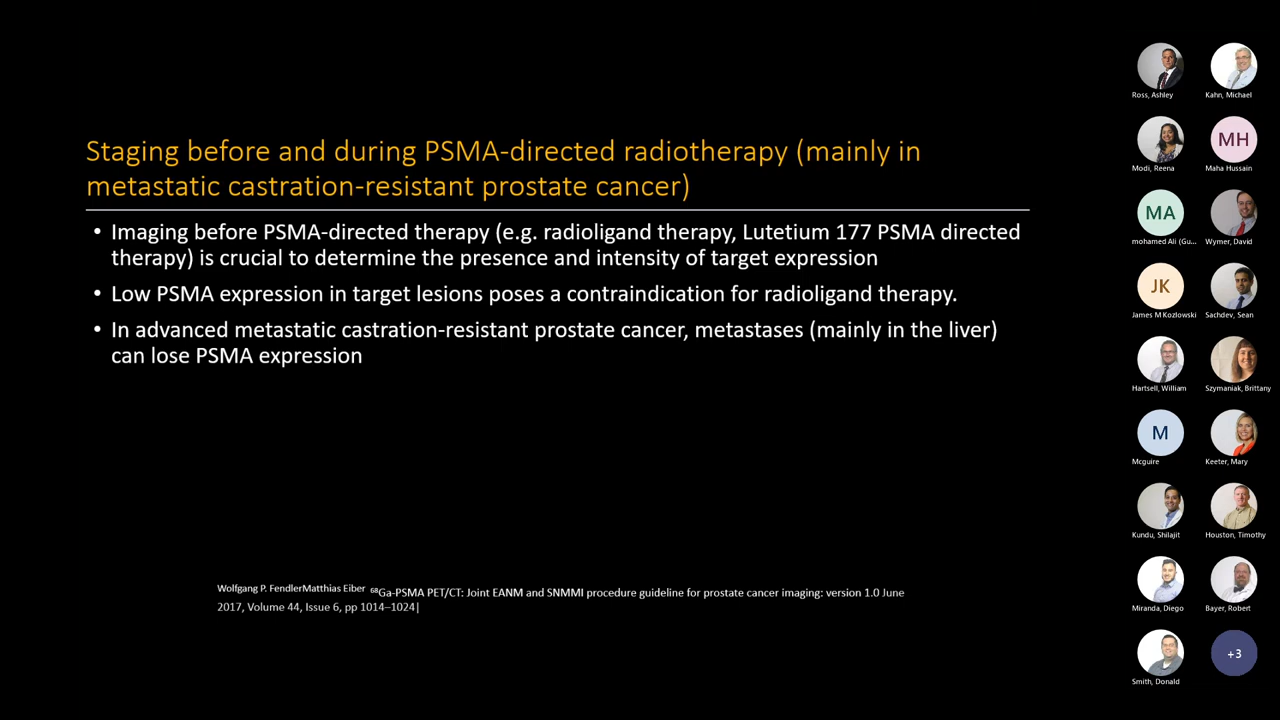 Staging before and during PSMA-directed radiotherapy (mainly in
metastatic castration-resistant prostate cancer)
• Imaging before PSMA-directed therapy (e.g. radioligand therapy, Lutetium 177 PSMA directed
therapy) is crucial to determine the presence and intensity of target expression
• Low PSMA expression in target lesions poses a contraindication for radioligand therapy.
• In advanced metastatic castration-resistant prostate cancer, metastases (mainly in the liver)
can lose PSMA expression
Wolfgang P. FendlerMatthias Eiber ⁶⁸Ga-PSMA PET/CT: Joint EANM and SNMMI procedure guideline for prostate cancer imaging: version 1.0 June
2017, Volume 44, Issue 6, pp 1014–1024|
Ross, Ashley
Kahn, Michael
Modi, Reena
MH
Maha Hussain
MA
mohamed Ali (Gu...
Wymer, David
JK
James M Kozlowski
Sachdev, Sean
Hartsell, William
Szymaniak, Brittany
M
Mcguire
Keeter, Mary
Kundu, Shilajit
Houston, Timothy
Miranda, Diego
Bayer, Robert
Smith, Donald
+3